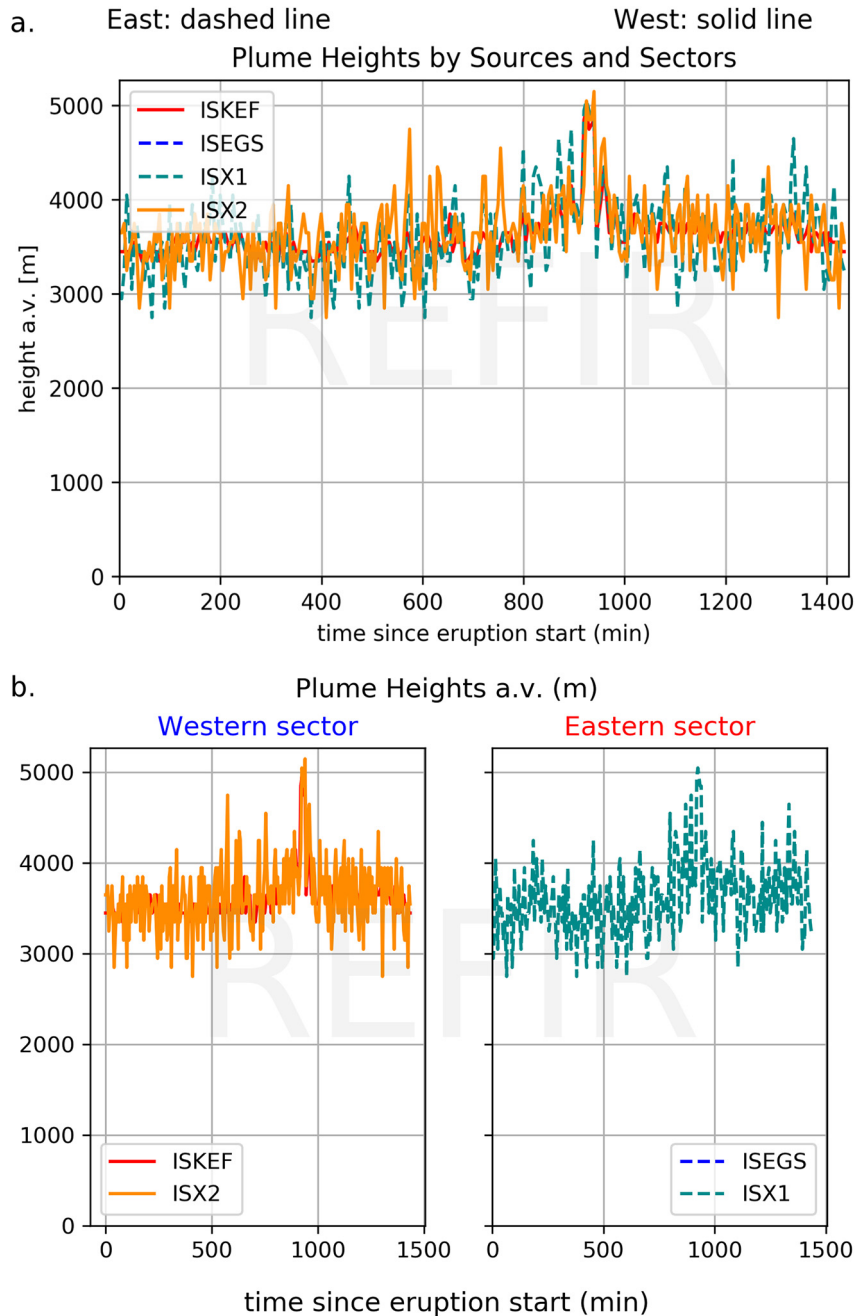 a.
East: dashed line
West: solid line
Plume Heights by Sources and Sectors
ISKEF
ISEGS
ISX1
ISX2
5000
4000
3000
2000
1000
0
height a.v. [m]
REFIR
0 200 400 600 800 1000 1200 1400
time since eruption start (min)
b.
Plume Heights a.v. (m)
Western sector
Eastern sector
5000
4000
3000
2000
1000
0
REFIR
ISKEF
ISX2
ISEGS
ISX1
0 500 1000 1500
0 500 1000 1500
time since eruption start (min)